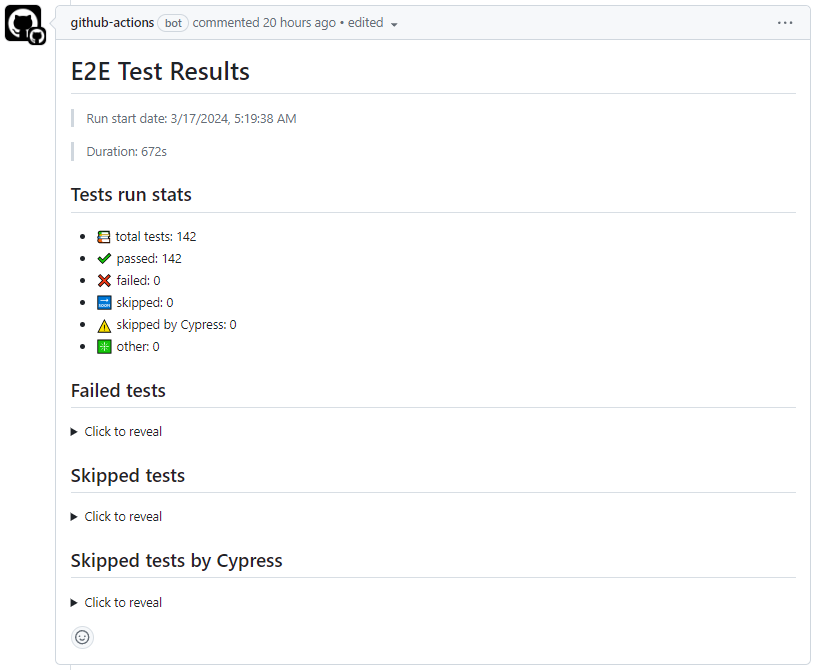 github-actions bot commented 20 hours ago • edited
E2E Test Results
Run start date: 3/17/2024, 5:19:38 AM
Duration: 672s
Tests run stats
total tests: 142
passed: 142
failed: 0
skipped: 0
skipped by Cypress: 0
other: 0
Failed tests
Click to reveal
Skipped tests
Click to reveal
Skipped tests by Cypress
Click to reveal